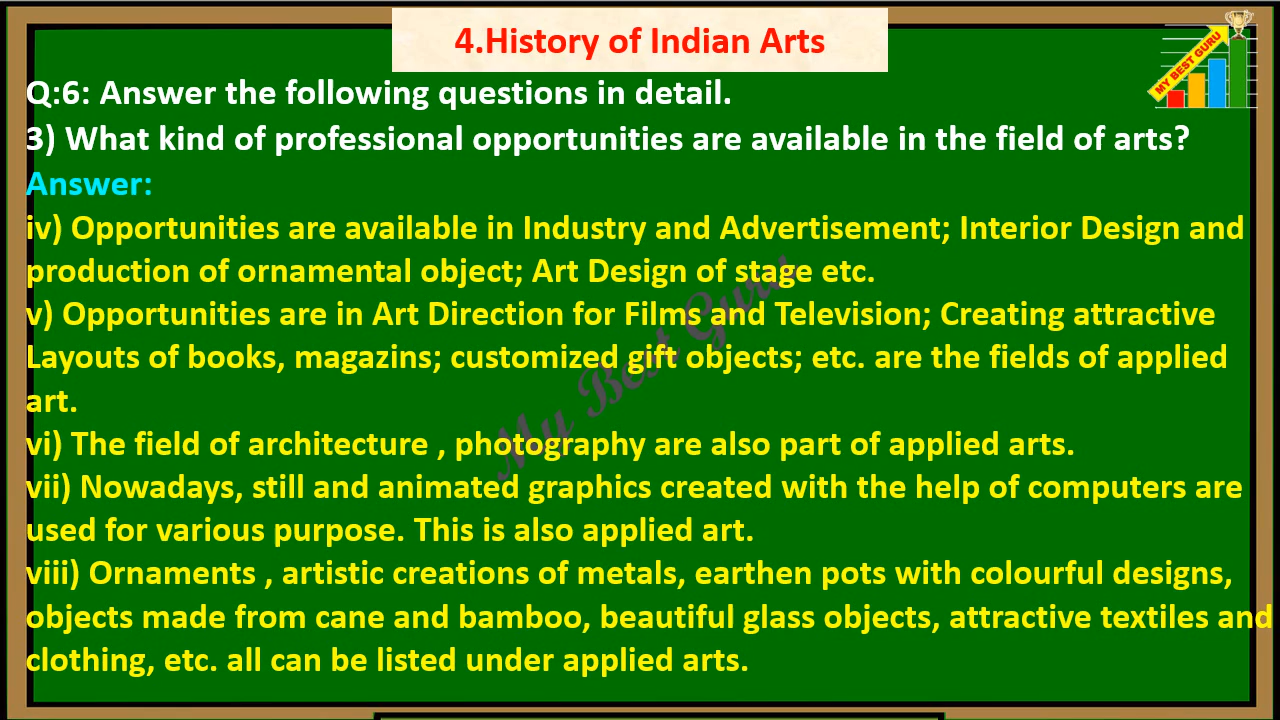 4.History of Indian Arts
MY BEST GURU
Q:6: Answer the following questions in detail.
3) What kind of professional opportunities are available in the field of arts?
Answer:
iv) Opportunities are available in Industry and Advertisement; Interior Design and
production of ornamental object; Art Design of stage etc.
v) Opportunities are in Art Direction for Films and Television; Creating attractive
Layouts of books, magazins; customized gift objects; etc. are the fields of applied
art.
vi) The field of architecture , photography are also part of applied arts.
vii) Nowadays, still and animated graphics created with the help of computers are
used for various purpose. This is also applied art.
viii) Ornaments , artistic creations of metals, earthen pots with colourful designs,
objects made from cane and bamboo, beautiful glass objects, attractive textiles and
clothing, etc. all can be listed under applied arts.
My Best Guru